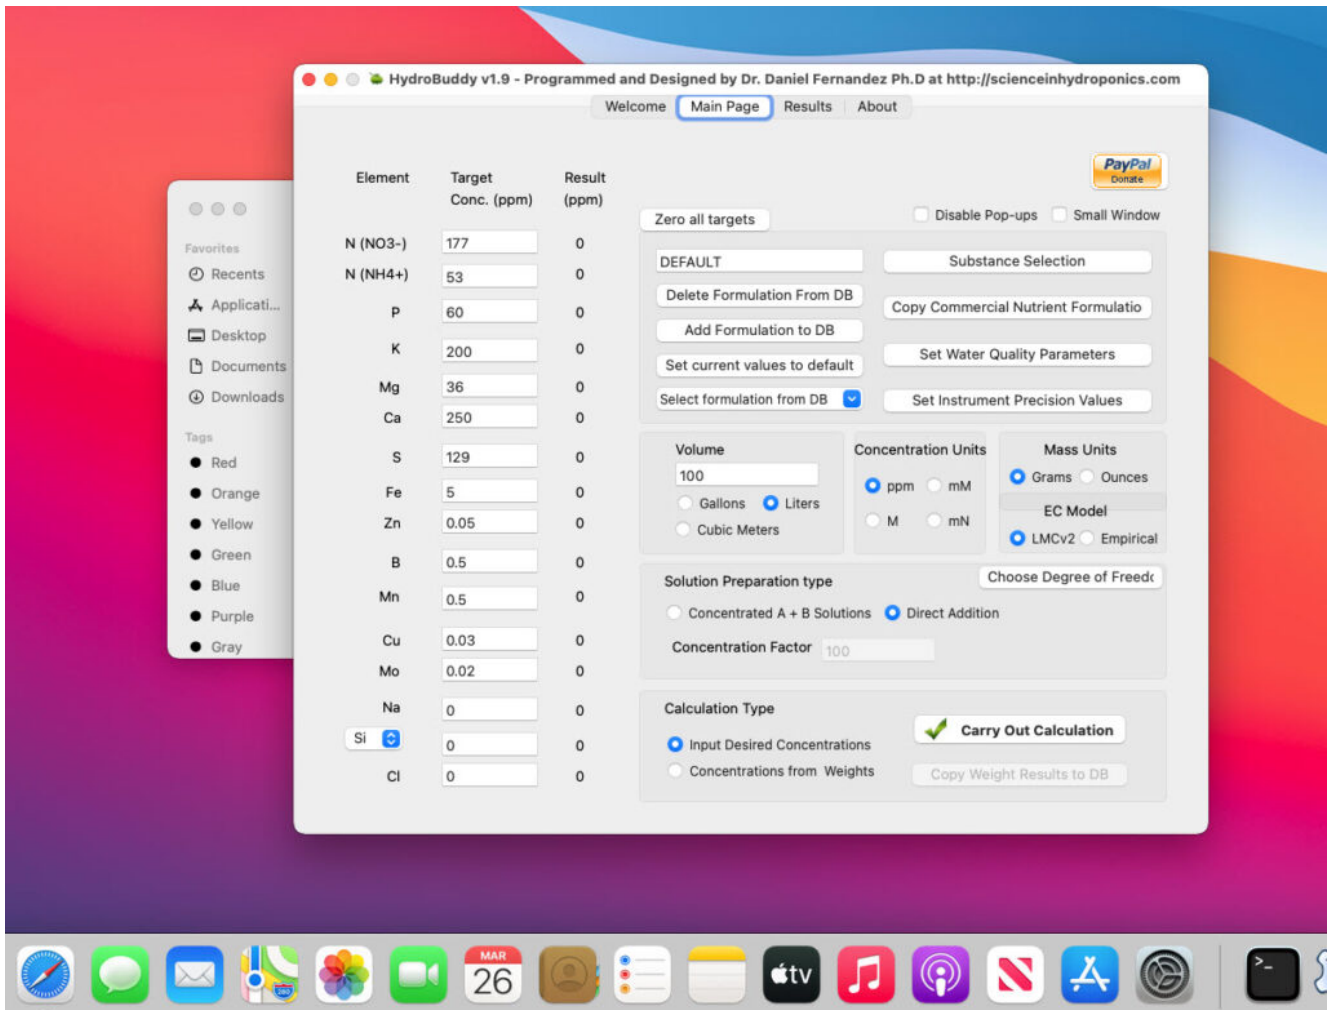 HydroBuddy v1.9 - Programmed and Designed by Dr. Daniel Fernandez Ph.D at http://scienceinhydroponics.com
Welcome Main Page Results About
Favorites
Recents
Applicati...
Desktop
Documents
Downloads
Tags
Red
Orange
Yellow
Green
Blue
Purple
Gray
Element Target Conc. (ppm) Result (ppm)
N (NO3-) 177 0
N (NH4+) 53 0
P 60 0
K 200 0
Mg 36 0
Ca 250 0
S 129 0
Fe 5 0
Zn 0.05 0
B 0.5 0
Mn 0.5 0
Cu 0.03 0
Mo 0.02 0
Na 0 0
Si 0 0
Cl 0 0
PayPal
Donate
Zero all targets
Disable Pop-ups Small Window
DEFAULT
Delete Formulation From DB
Add Formulation to DB
Set current values to default
Select formulation from DB
Substance Selection
Copy Commercial Nutrient Formulatio
Set Water Quality Parameters
Set Instrument Precision Values
Volume
100
Gallons Liters
Cubic Meters
Concentration Units
ppm mM
M mN
Mass Units
Grams Ounces
EC Model
LMCv2 Empirical
Solution Preparation type
Choose Degree of Freedo
Concentrated A + B Solutions Direct Addition
Concentration Factor 100
Calculation Type
Input Desired Concentrations
Concentrations from Weights
Carry Out Calculation
Copy Weight Results to DB
MAR
26
280
tv
>_